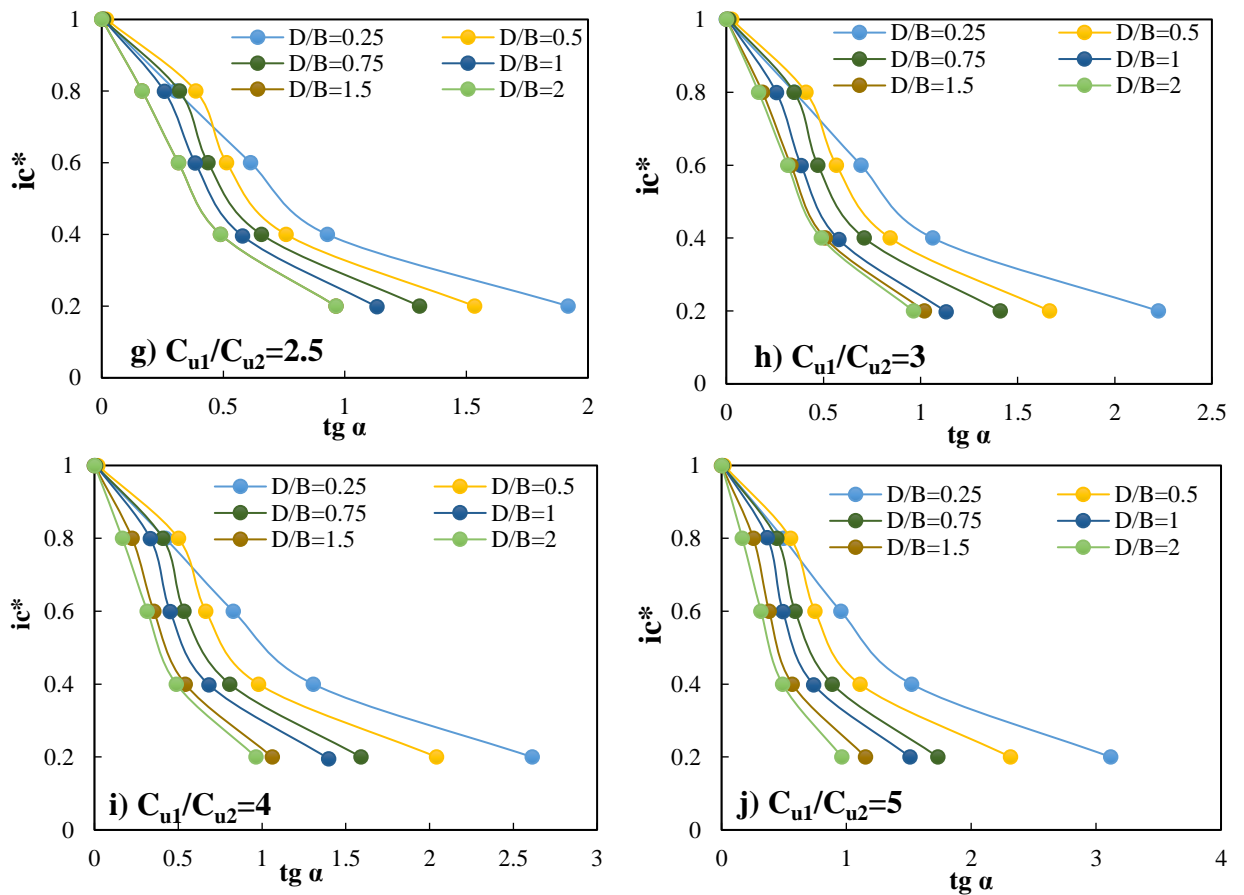 1
D/B=0.25 D/B=0.5
D/B=0.75 D/B=1
D/B=1.5 D/B=2
0.8
0.6
0.4
0.2
0
ic*
g) Cu1/Cu2=2.5
0 0.5 1 1.5 2
tg α
1
D/B=0.25 D/B=0.5
D/B=0.75 D/B=1
D/B=1.5 D/B=2
0.8
0.6
0.4
0.2
0
ic*
h) Cu1/Cu2=3
0 0.5 1 1.5 2 2.5
tg α
1
D/B=0.25 D/B=0.5
D/B=0.75 D/B=1
D/B=1.5 D/B=2
0.8
0.6
0.4
0.2
0
ic*
i) Cu1/Cu2=4
0 0.5 1 1.5 2 2.5 3
tg α
1
D/B=0.25 D/B=0.5
D/B=0.75 D/B=1
D/B=1.5 D/B=2
0.8
0.6
0.4
0.2
0
ic*
j) Cu1/Cu2=5
0 1 2 3 4
tg α